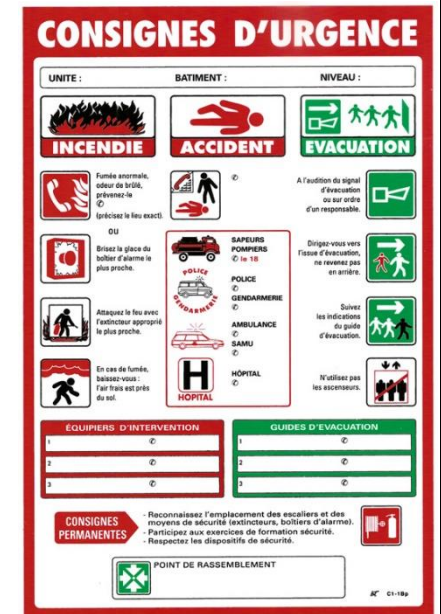 CONSIGNES D'URGENCE
UNITE :
BATIMENT :
NIVEAU :
INCENDIE
ACCIDENT
EVACUATION
Fumée anormale,
odeur de brûlé,
prévenez-le
✆
(précisez le lieu exact).
OU
Brisez la glace du
boîtier d'alarme le
plus proche.
Attaquez le feu avec
l'extincteur approprié
le plus proche.
En cas de fumée,
baissez-vous :
l'air frais est près
du sol.
✆
SAPEURS
POMPIERS
✆ le 18
POLICE
GENDARMERIE
POLICE
✆
GENDARMERIE
✆
AMBULANCE
✆
SAMU
✆
H
HOPITAL
HÔPITAL
✆
A l'audition du signal
d'évacuation
ou sur ordre
d'un responsable.
Dirigez-vous vers
l'issue d'évacuation,
ne revenez pas
en arrière.
Suivez
les indications
du guide
d'évacuation.
N'utilisez pas
les ascenseurs.
ÉQUIPIERS D'INTERVENTION
1 ✆
2 ✆
3 ✆
GUIDES D'EVACUATION
1 ✆
2 ✆
3 ✆
CONSIGNES
PERMANENTES
- Reconnaissez l'emplacement des escaliers et des
moyens de sécurité (extincteurs, boîtiers d'alarme).
- Participez aux exercices de formation sécurité.
- Respectez les dispositifs de sécurité.
POINT DE RASSEMBLEMENT
C1-1Bp